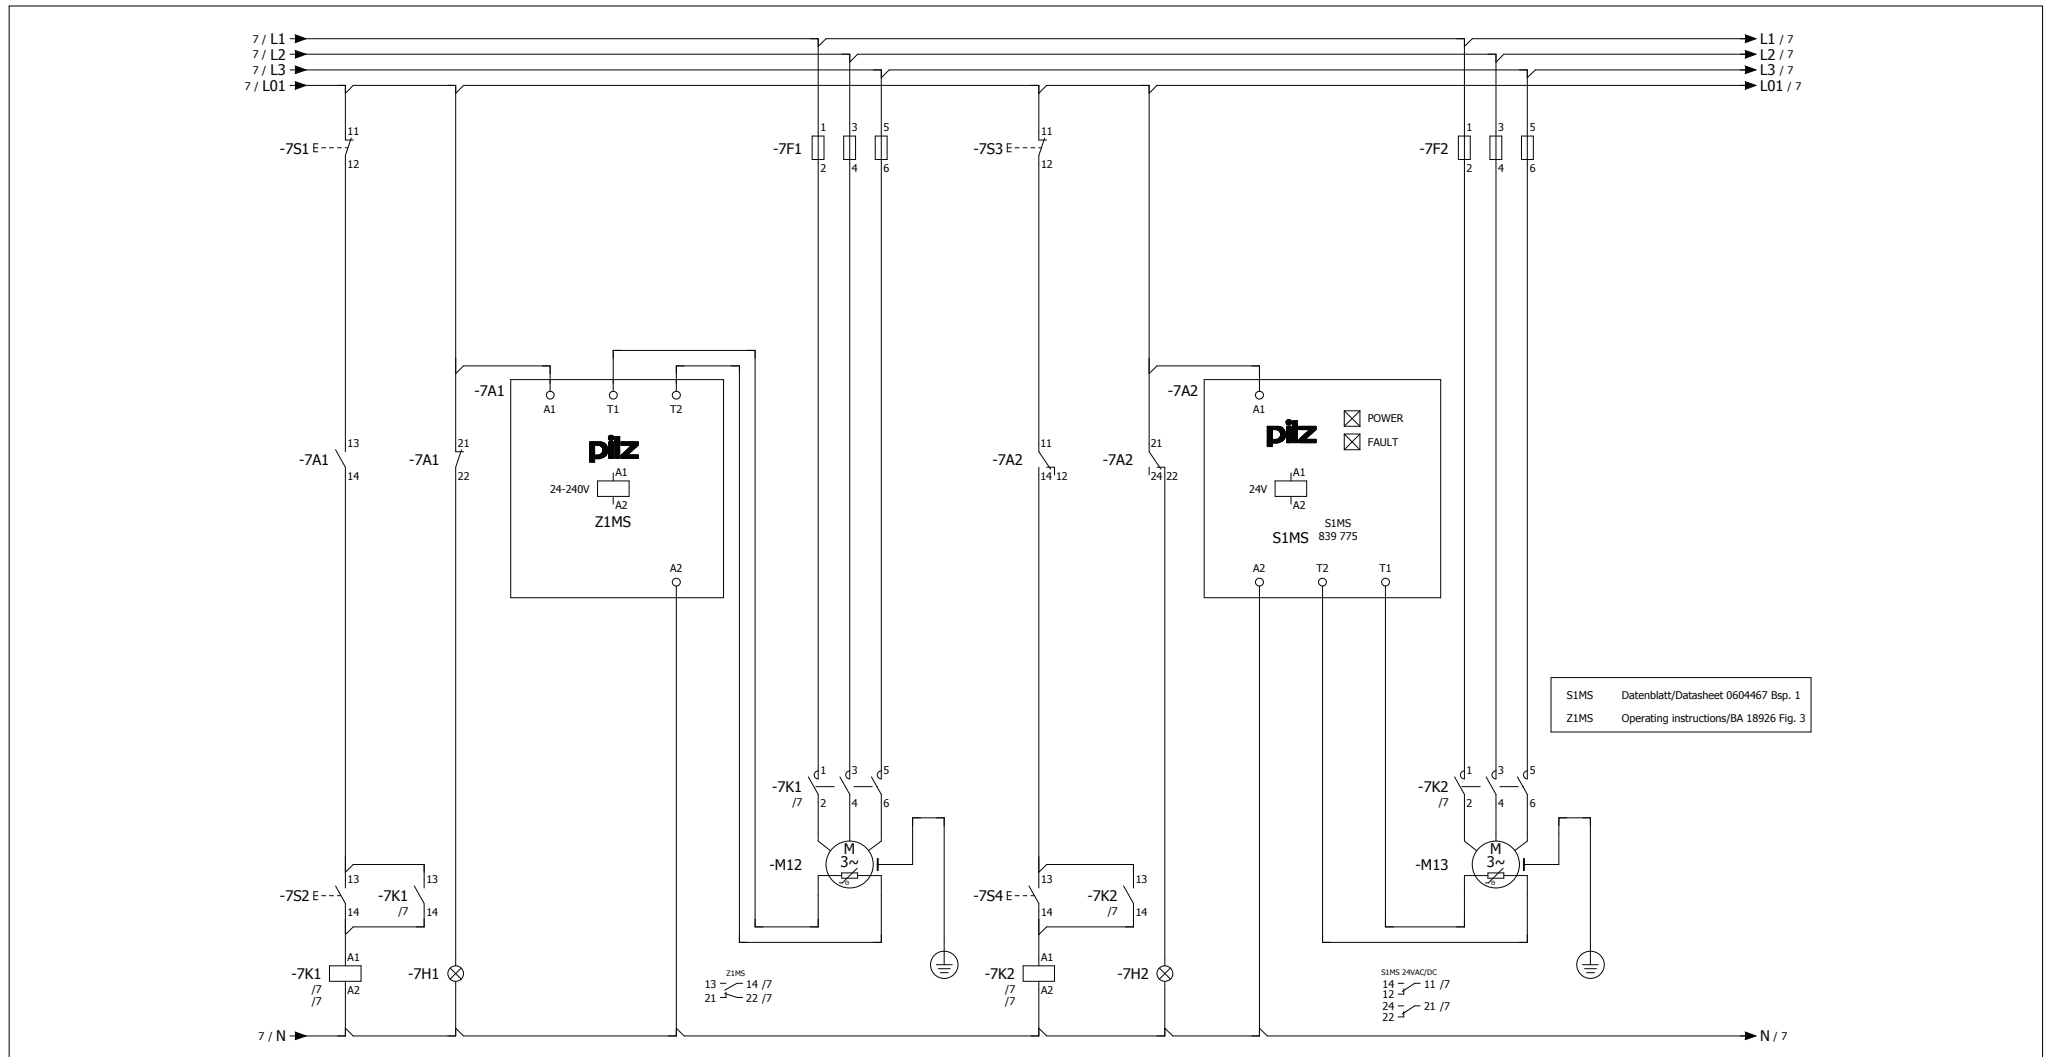 7 / L1
L1 / 7
7 / L2
L2 / 7
7 / L3
L3 / 7
7 / L01
L01 / 7
-7S1
11
12
-7F1
1
3
5
2
4
6
-7S3
11
12
-7F2
1
3
5
2
4
6
-7A1
13
14
-7A1
21
22
-7A1
A1
T1
T2
pilz
24-240V
A1
A2
Z1MS
A2
-7A2
11
14
12
-7A2
21
24
22
-7A2
A1
POWER
FAULT
pilz
24V
A1
A2
S1MS
S1MS
839 775
A2
T2
T1
S1MS Datenblatt/Datasheet 0604467 Bsp. 1
Z1MS Operating instructions/BA 18926 Fig. 3
-7K1
/7
1
3
5
2
4
6
-M12
M
3~
-7K2
/7
1
3
5
2
4
6
-M13
M
3~
-7S2
13
14
-7K1
/7
13
14
-7S4
13
14
-7K2
/7
13
14
-7K1
/7
/7
A1
A2
-7H1
Z1MS
13 14 /7
21 22 /7
-7K2
/7
/7
A1
A2
-7H2
S1MS 24VAC/DC
14 11 /7
12
24 21 /7
22
7 / N
N / 7